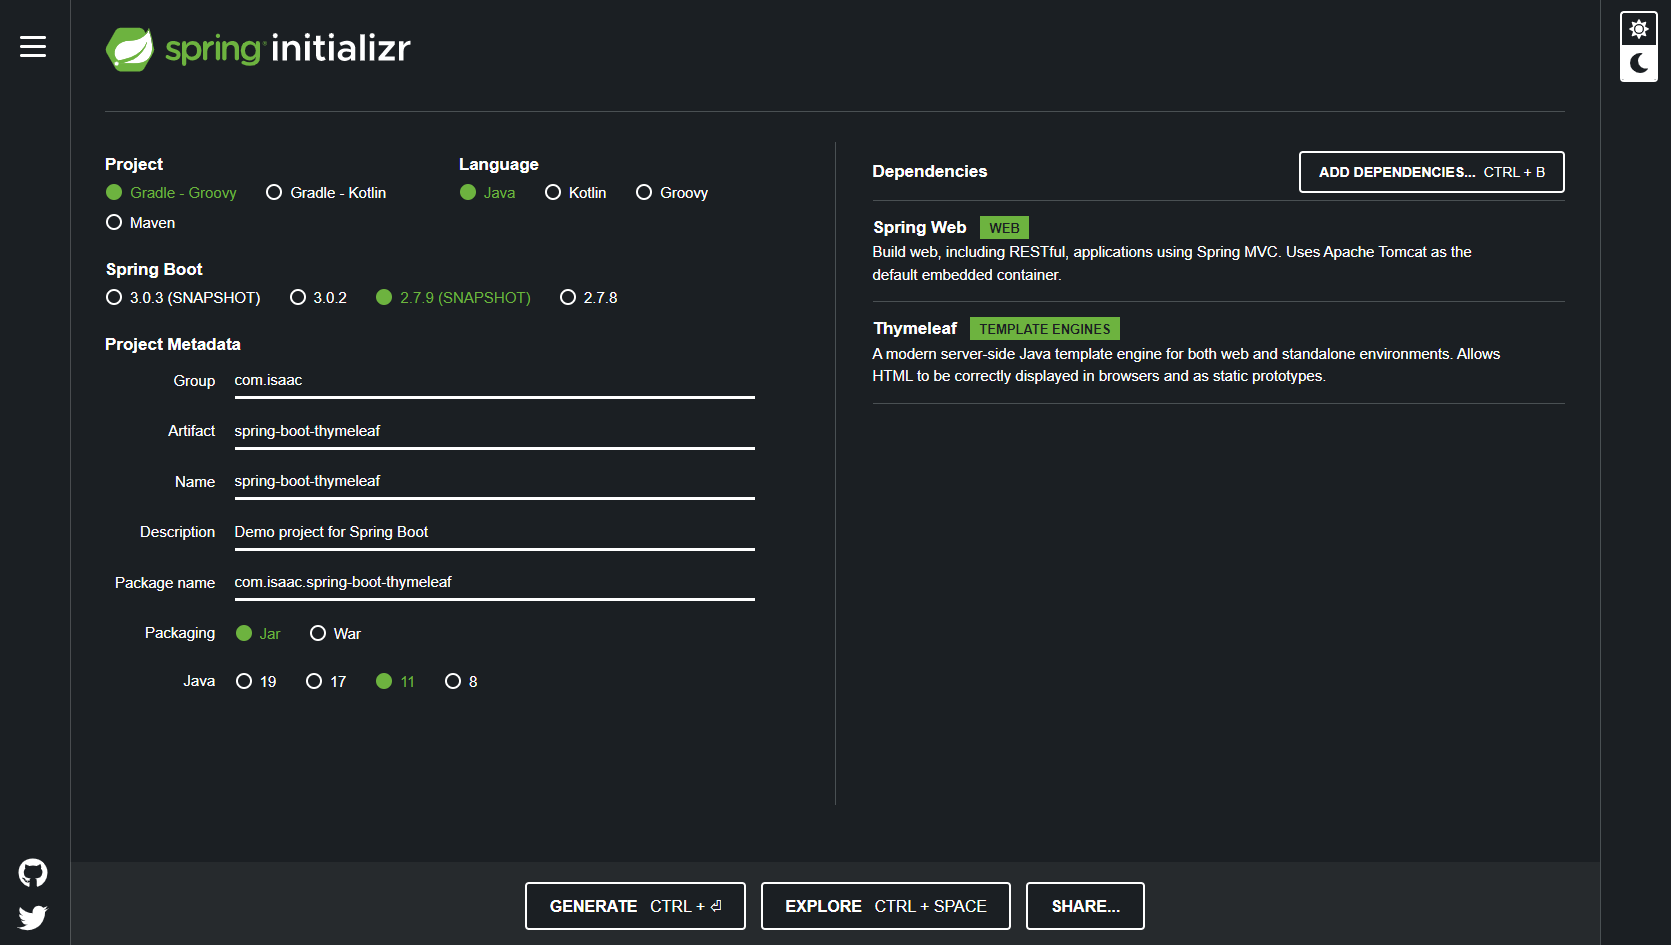 spring initializr
Project
Gradle - Groovy Gradle - Kotlin
Maven
Language
Java Kotlin Groovy
Spring Boot
3.0.3 (SNAPSHOT) 3.0.2 2.7.9 (SNAPSHOT) 2.7.8
Project Metadata
Group com.isaac
Artifact spring-boot-thymeleaf
Name spring-boot-thymeleaf
Description Demo project for Spring Boot
Package name com.isaac.spring-boot-thymeleaf
Packaging Jar War
Java 19 17 11 8
Dependencies ADD DEPENDENCIES... CTRL + B
Spring Web WEB
Build web, including RESTful, applications using Spring MVC. Uses Apache Tomcat as the
default embedded container.
Thymeleaf TEMPLATE ENGINES
A modern server-side Java template engine for both web and standalone environments. Allows
HTML to be correctly displayed in browsers and as static prototypes.
GENERATE CTRL + ⏎ EXPLORE CTRL + SPACE SHARE...